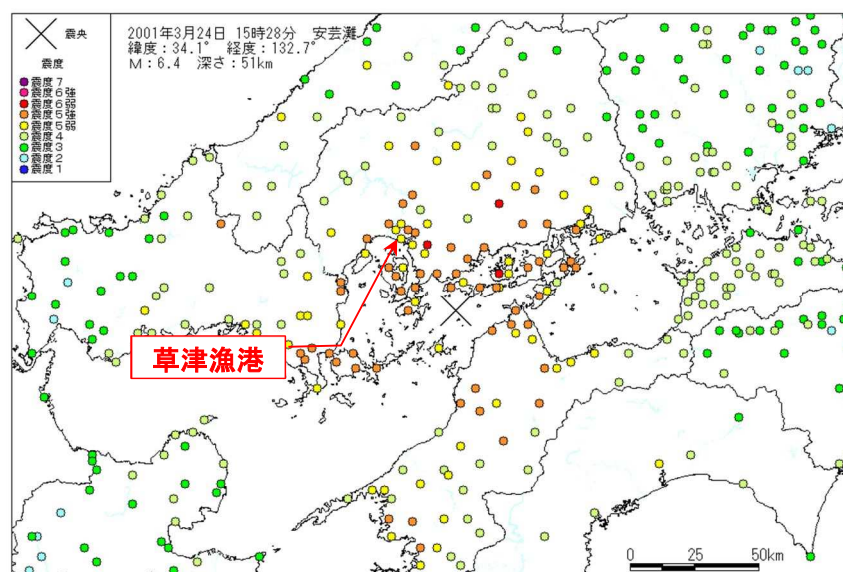 震央
震度
震度7
震度6強
震度6弱
震度5強
震度5弱
震度4
震度3
震度2
震度1
2001年3月24日 15時28分 安芸灘
緯度:34.1° 経度:132.7°
M:6.4 深さ:51km
草津漁港
0 25 50km